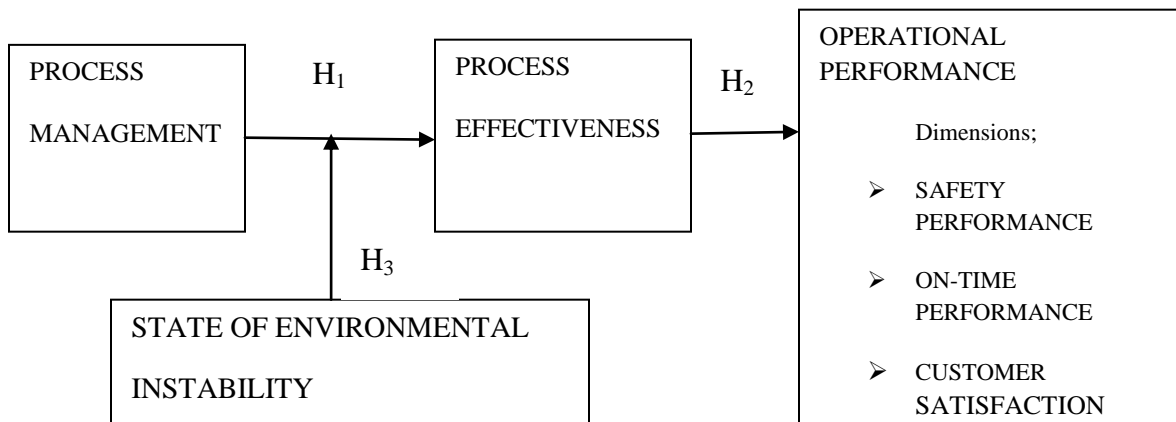 PROCESS
MANAGEMENT
H1
PROCESS
EFFECTIVENESS
H2
OPERATIONAL
PERFORMANCE
Dimensions;
➢ SAFETY
PERFORMANCE
➢ ON-TIME
PERFORMANCE
➢ CUSTOMER
SATISFACTION
H3
STATE OF ENVIRONMENTAL
INSTABILITY